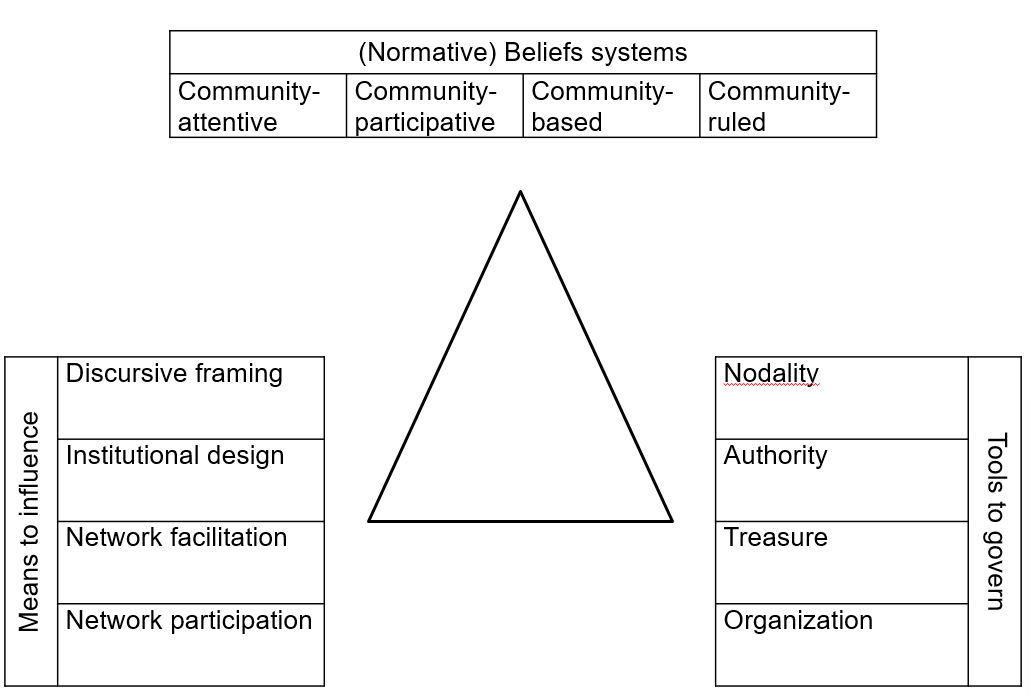 (Normative) Beliefs systems
Community-
attentive
Community-
participative
Community-
based
Community-
ruled
Means to influence
Discursive framing
Institutional design
Network facilitation
Network participation
Nodality
Authority
Treasure
Organization
Tools to govern